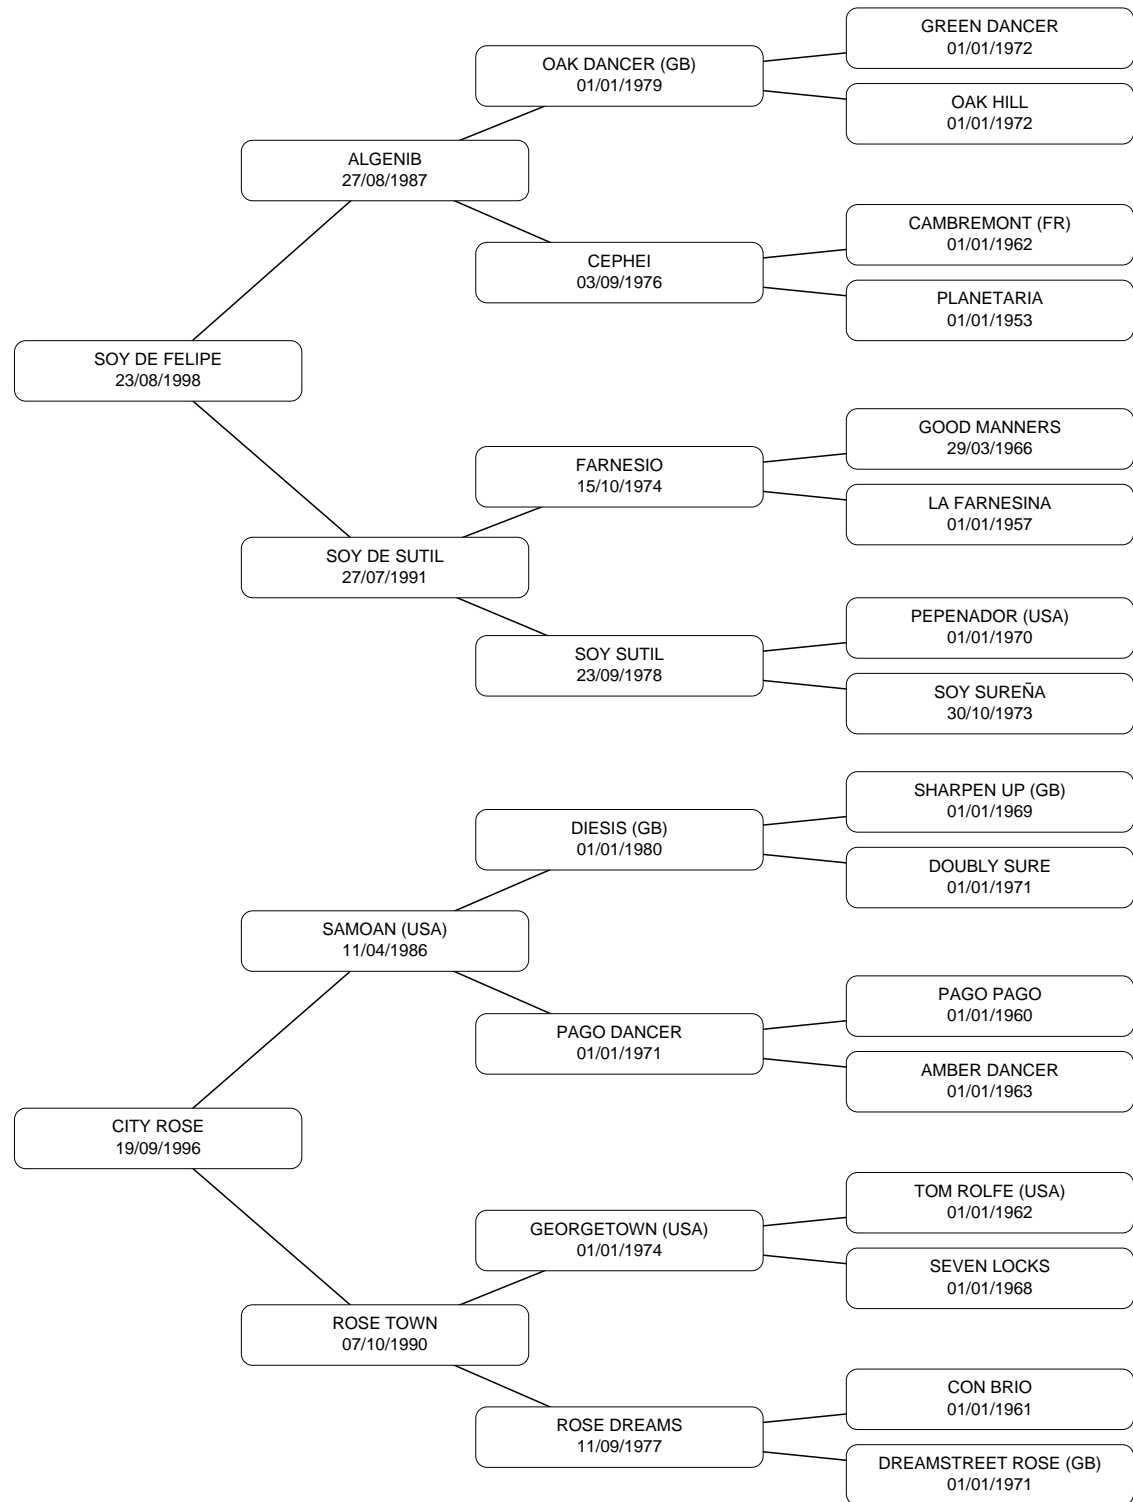 GREEN DANCER
01/01/1972
OAK DANCER (GB)
01/01/1979
OAK HILL
01/01/1972
ALGENIB
27/08/1987
CAMBREMONT (FR)
01/01/1962
CEPHEI
03/09/1976
PLANETARIA
01/01/1953
SOY DE FELIPE
23/08/1998
GOOD MANNERS
29/03/1966
FARNESIO
15/10/1974
LA FARNESINA
01/01/1957
SOY DE SUTIL
27/07/1991
PEPENADOR (USA)
01/01/1970
SOY SUTIL
23/09/1978
SOY SUREÑA
30/10/1973
SHARPEN UP (GB)
01/01/1969
DIESIS (GB)
01/01/1980
DOUBLY SURE
01/01/1971
SAMOAN (USA)
11/04/1986
PAGO PAGO
01/01/1960
PAGO DANCER
01/01/1971
AMBER DANCER
01/01/1963
CITY ROSE
19/09/1996
TOM ROLFE (USA)
01/01/1962
GEORGETOWN (USA)
01/01/1974
SEVEN LOCKS
01/01/1968
ROSE TOWN
07/10/1990
CON BRIO
01/01/1961
ROSE DREAMS
11/09/1977
DREAMSTREET ROSE (GB)
01/01/1971